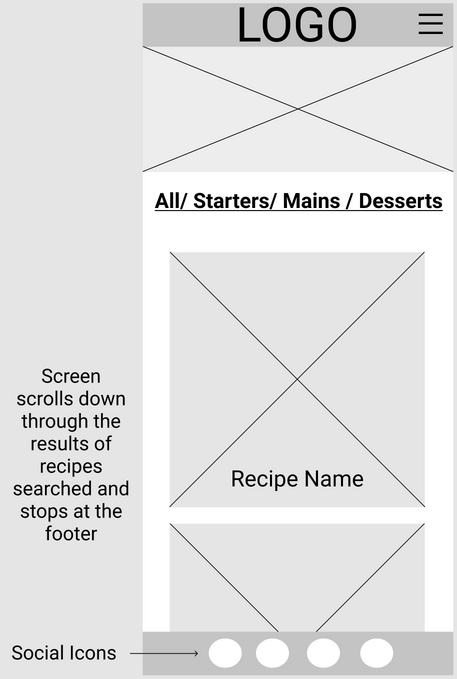 LOGO
All/ Starters/ Mains / Desserts
Screen
scrolls down
through the
results of
recipes
searched and
stops at the
footer
Recipe Name
Social Icons